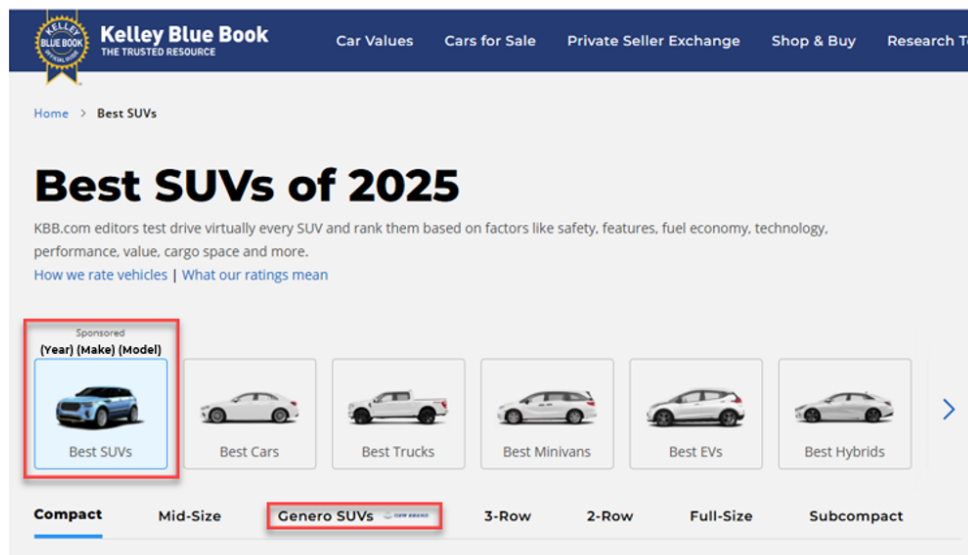 KELLEY
BLUE BOOK
Kelley Blue Book
THE TRUSTED RESOURCE
Car Values
Cars for Sale
Private Seller Exchange
Shop & Buy
Research T
Home > Best SUVs
Best SUVs of 2025
KBB.com editors test drive virtually every SUV and rank them based on factors like safety, features, fuel economy, technology,
performance, value, cargo space and more.
How we rate vehicles | What our ratings mean
Sponsored
(Year) (Make) (Model)
Best SUVs
Best Cars
Best Trucks
Best Minivans
Best EVs
Best Hybrids
Compact
Mid-Size
Genero SUVs
3-Row
2-Row
Full-Size
Subcompact